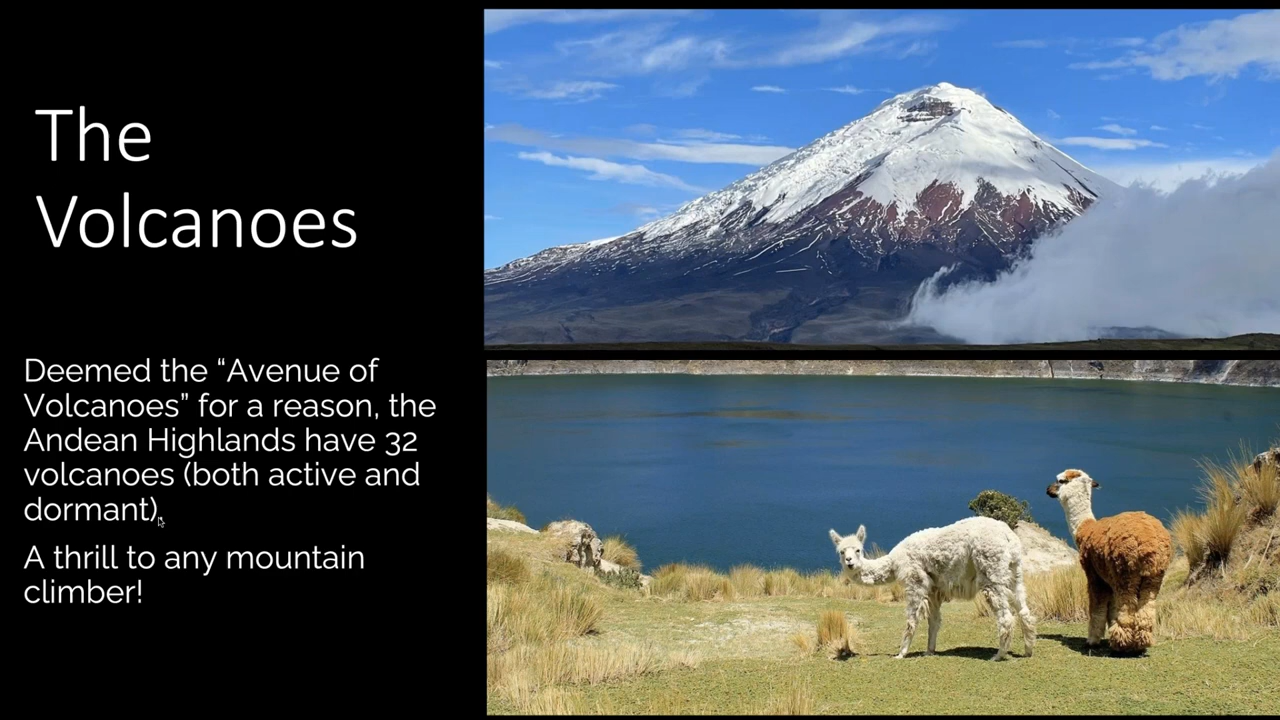 The
Volcanoes
Deemed the “Avenue of
Volcanoes” for a reason, the
Andean Highlands have 32
volcanoes (both active and
dormant).
A thrill to any mountain
climber!